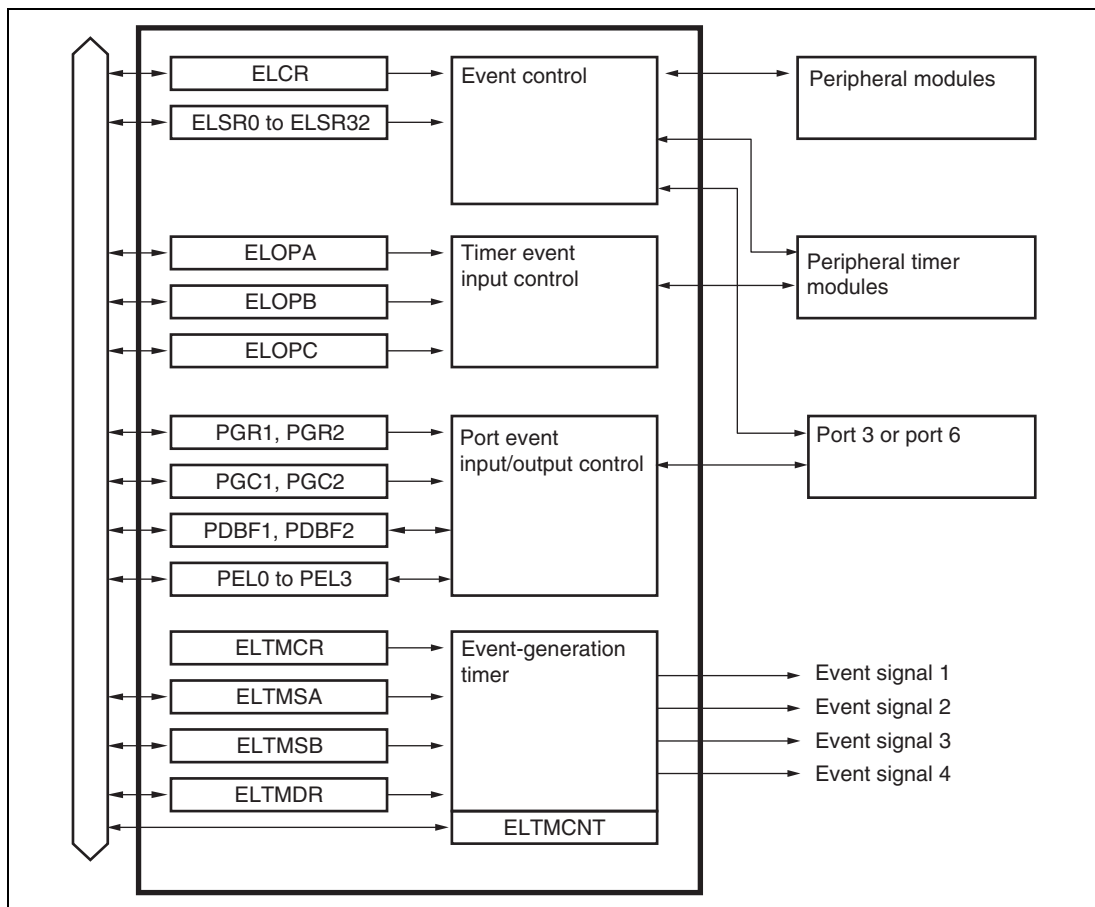 ELCR
ELSR0 to ELSR32
Event control
Peripheral modules
ELOPA
ELOPB
ELOPC
Timer event
input control
Peripheral timer
modules
PGR1, PGR2
PGC1, PGC2
PDBF1, PDBF2
PEL0 to PEL3
Port event
input/output control
Port 3 or port 6
ELTMCR
ELTMSA
ELTMSB
ELTMDR
Event-generation
timer
ELTMCNT
Event signal 1
Event signal 2
Event signal 3
Event signal 4